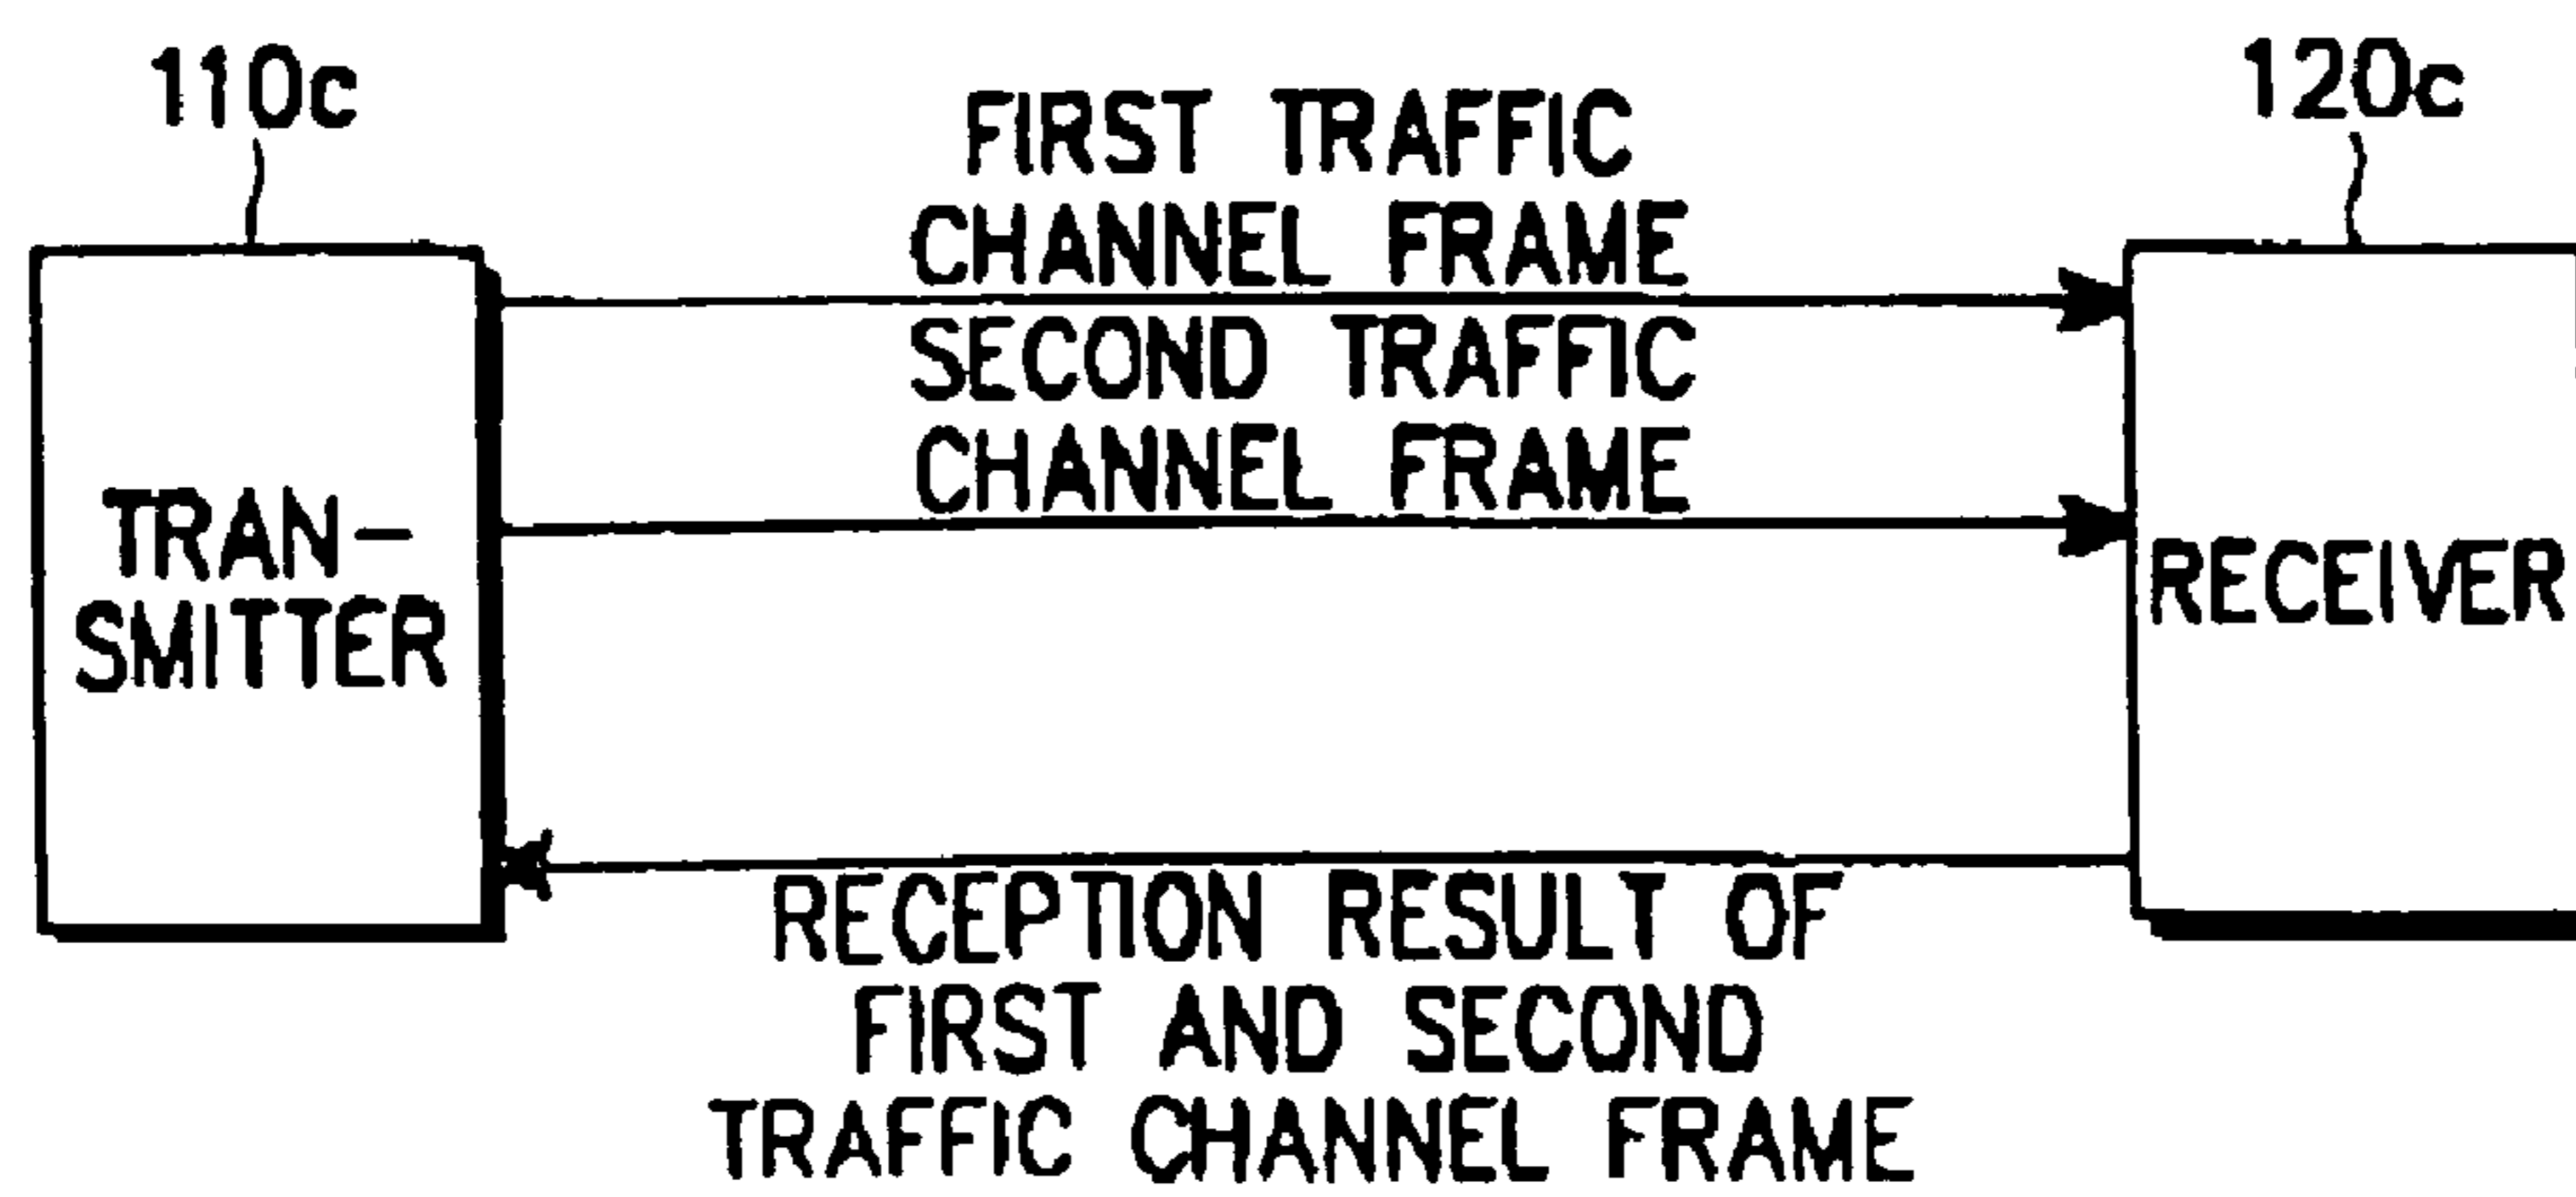 110c
120c
FIRST TRAFFIC
CHANNEL FRAME
SECOND TRAFFIC
CHANNEL FRAME
TRAN-
SMITTER
RECEIVER
RECEPTION RESULT OF
FIRST AND SECOND
TRAFFIC CHANNEL FRAME